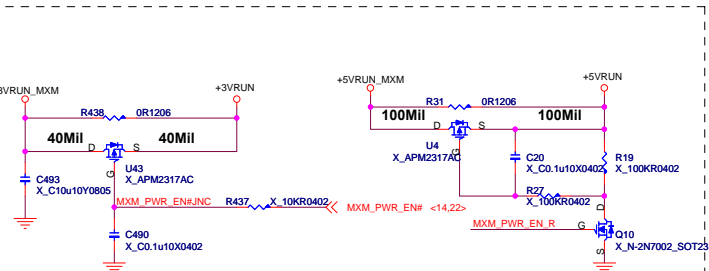 3VRUN_MXM
+3VRUN
R438
0R1206
40Mil
40Mil
D
S
G
U43
X_APM2317AC
C493
X_C10u10Y0805
MXM_PWR_EN#JNC
R437
X_10KR0402
MXM_PWR_EN# <14,22>
C490
X_C0.1u10X0402
+5VRUN_MXM
+5VRUN
R31
0R1206
100Mil
100Mil
D
S
G
U4
X_APM2317AC
C20
X_C0.1u10X0402
R19
X_100KR0402
R27
X_100KR0402
MXM_PWR_EN_R
G
D
S
Q10
X_N-2N7002_SOT23